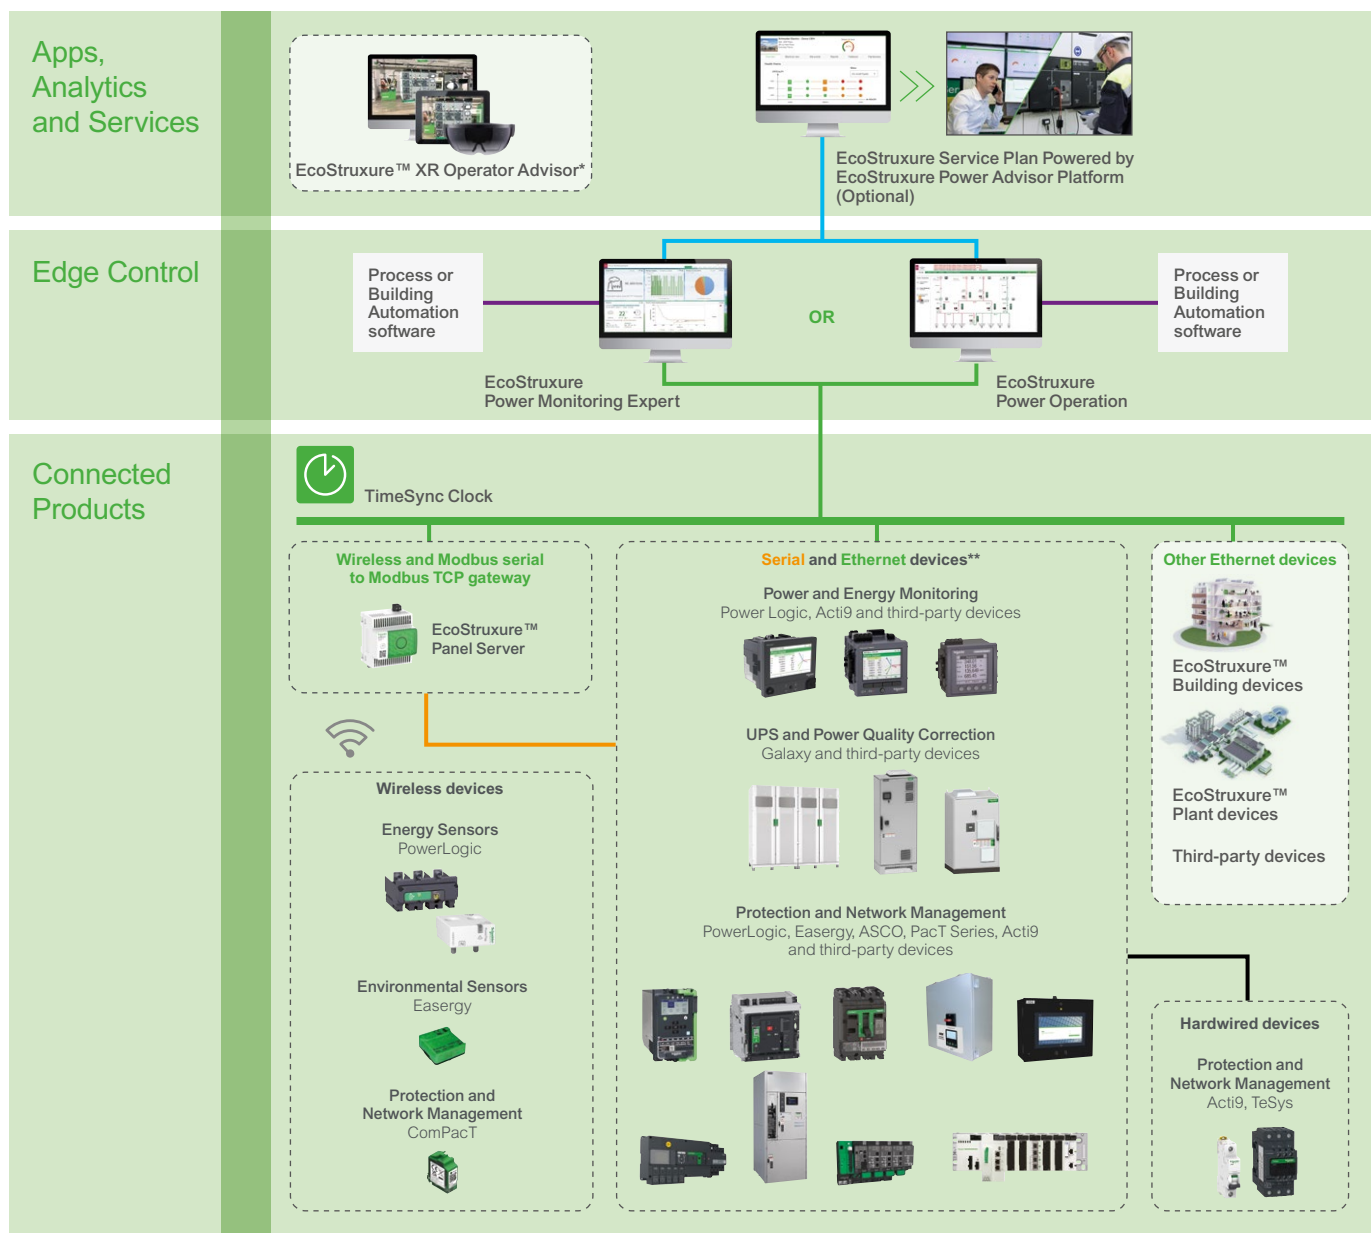 Apps,
Analytics
and Services
EcoStruxure™ XR Operator Advisor*
EcoStruxure Service Plan Powered by
EcoStruxure Power Advisor Platform
(Optional)
Edge Control
Process or
Building
Automation
software
OR
Process or
Building
Automation
software
EcoStruxure
Power Monitoring Expert
EcoStruxure
Power Operation
Connected
Products
TimeSync Clock
Wireless and Modbus serial
to Modbus TCP gateway
EcoStruxure™
Panel Server
Wireless devices
Energy Sensors
PowerLogic
Environmental Sensors
Easergy
Protection and
Network Management
ComPacT
Serial and Ethernet devices**
Power and Energy Monitoring
Power Logic, Acti9 and third-party devices
UPS and Power Quality Correction
Galaxy and third-party devices
Protection and Network Management
PowerLogic, Easergy, ASCO, PacT Series, Acti9
and third-party devices
Other Ethernet devices
EcoStruxure™
Building devices
EcoStruxure™
Plant devices
Third-party devices
Hardwired devices
Protection and
Network Management
Acti9, TeSys